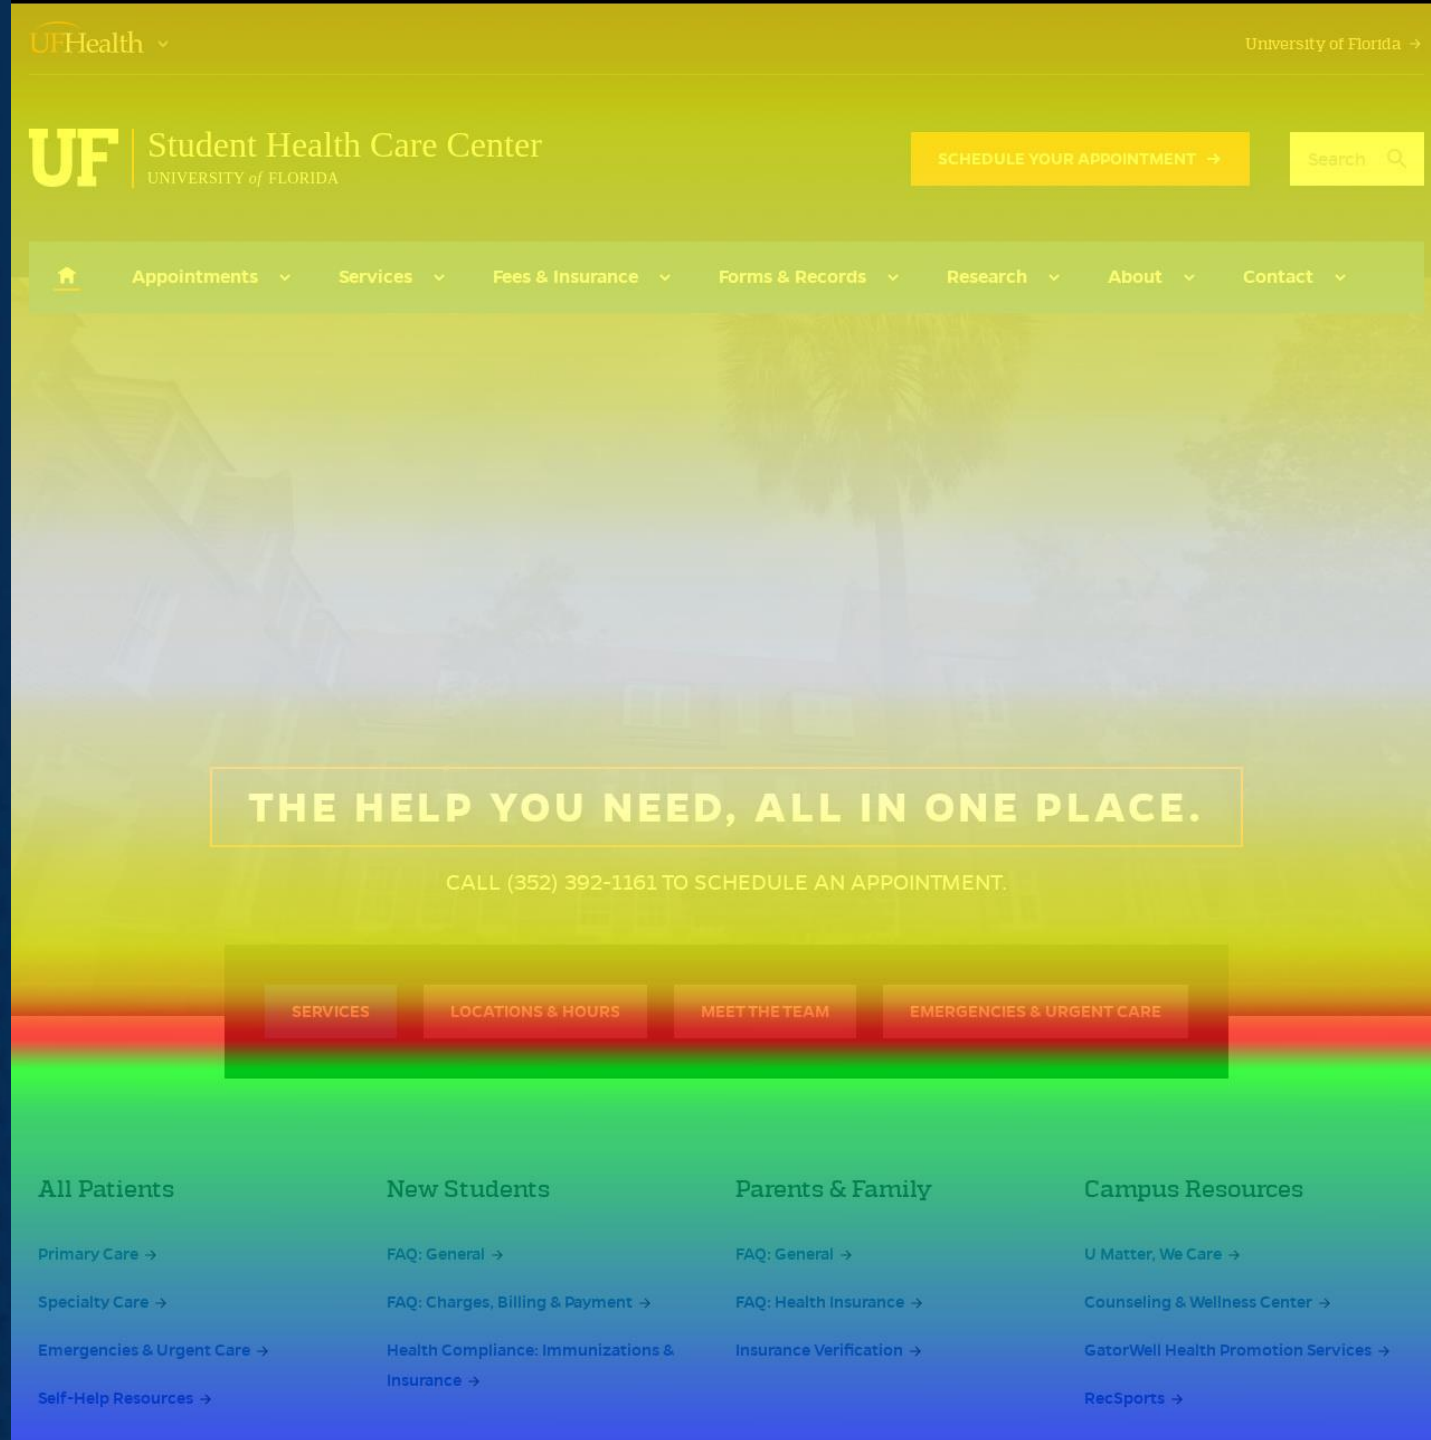 UFHealth
University of Florida
UF Student Health Care Center
UNIVERSITY of FLORIDA
SCHEDULE YOUR APPOINTMENT
Search
Appointments Services Fees & Insurance Forms & Records Research About Contact
THE HELP YOU NEED, ALL IN ONE PLACE.
CALL (352) 392-1161 TO SCHEDULE AN APPOINTMENT.
SERVICES LOCATIONS & HOURS MEET THE TEAM EMERGENCIES & URGENT CARE
All Patients
Primary Care
Specialty Care
Emergencies & Urgent Care
Self-Help Resources
New Students
FAQ: General
FAQ: Charges, Billing & Payment
Health Compliance: Immunizations &
Insurance
Parents & Family
FAQ: General
FAQ: Health Insurance
Insurance Verification
Campus Resources
U Matter, We Care
Counseling & Wellness Center
GatorWell Health Promotion Services
RecSports